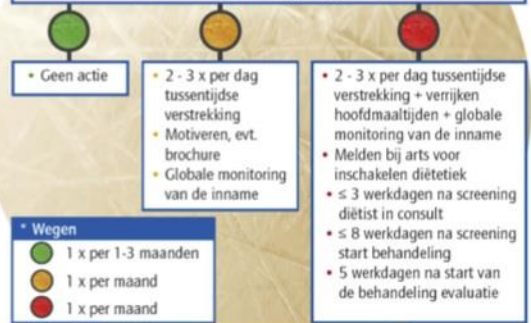 • Geen actie
• 2 - 3 x per dag
tussentijdse
verstrekking
• Motiveren, evt.
brochure
• Globale monitoring
van de inname
• 2 - 3 x per dag tussentijdse
verstrekking + verrijken
hoofdmaaltijden + globale
monitoring van de inname
• Melden bij arts voor
inschakelen diëtetiek
• ≤ 3 werkdagen na screening
diëtist in consult
• ≤ 8 werkdagen na screening
start behandeling
• 5 werkdagen na start van
de behandeling evaluatie
* Wegen
1 x per 1-3 maanden
1 x per maand
1 x per maand